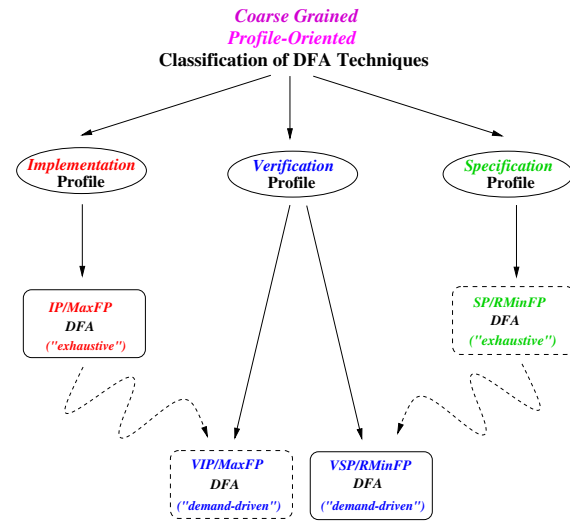 Coarse Grained
Profile-Oriented
Classification of DFA Techniques
Implementation
Profile
Verification
Profile
Specification
Profile
IP/MaxFP
DFA
("exhaustive")
SP/RMinFP
DFA
("exhaustive")
VIP/MaxFP
DFA
("demand-driven")
VSP/RMinFP
DFA
("demand-driven")